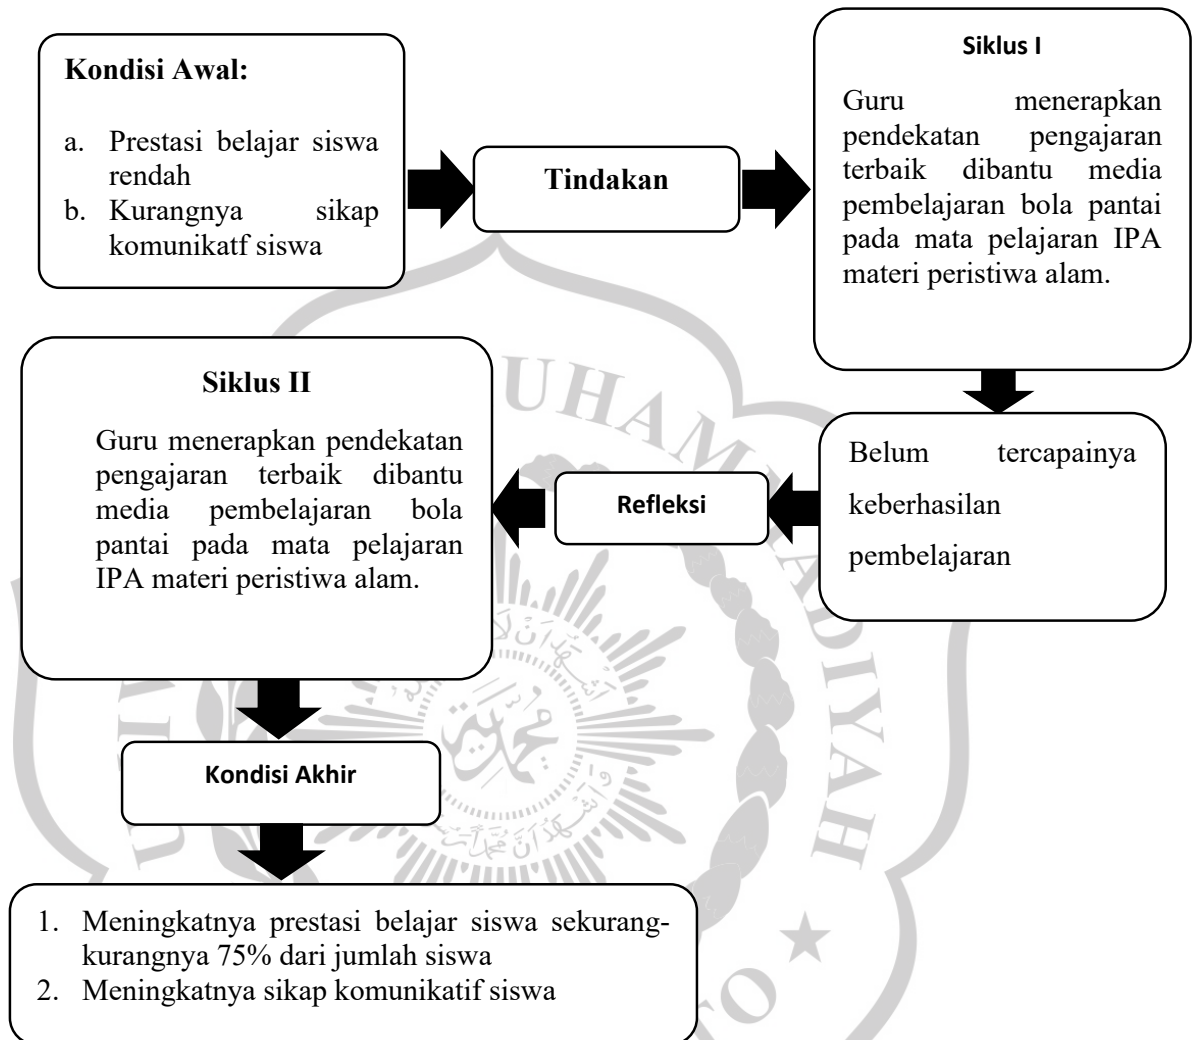 Kondisi Awal:
a. Prestasi belajar siswa
rendah
b. Kurangnya sikap
komunikatf siswa
Tindakan
Siklus I
Guru menerapkan
pendekatan pengajaran
terbaik dibantu media
pembelajaran bola pantai
pada mata pelajaran IPA
materi peristiwa alam.
Belum tercapainya
keberhasilan
pembelajaran
Refleksi
Siklus II
Guru menerapkan pendekatan
pengajaran terbaik dibantu
media pembelajaran bola
pantai pada mata pelajaran
IPA materi peristiwa alam.
Kondisi Akhir
1. Meningkatnya prestasi belajar siswa sekurang-
kurangnya 75% dari jumlah siswa
2. Meningkatnya sikap komunikatif siswa